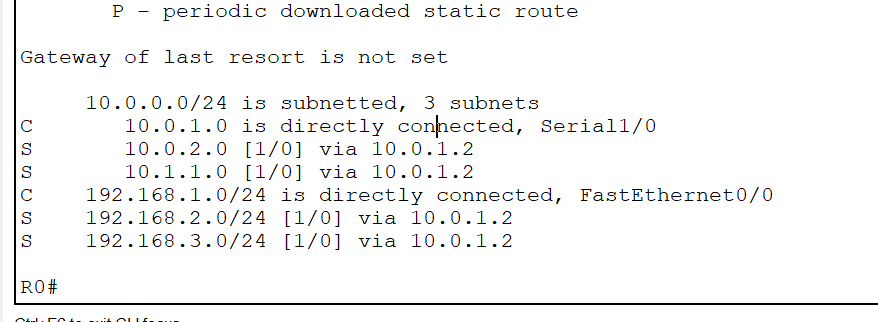 P - periodic downloaded static route
Gateway of last resort is not set
10.0.0.0/24 is subnetted, 3 subnets
C 10.0.1.0 is directly connected, Serial1/0
S 10.0.2.0 [1/0] via 10.0.1.2
S 10.1.1.0 [1/0] via 10.0.1.2
C 192.168.1.0/24 is directly connected, FastEthernet0/0
S 192.168.2.0/24 [1/0] via 10.0.1.2
S 192.168.3.0/24 [1/0] via 10.0.1.2
R0#